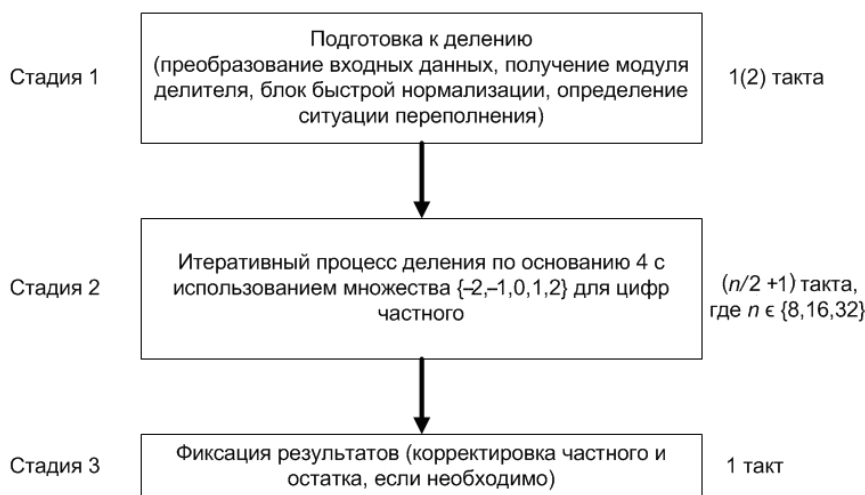 Стадия 1
Подготовка к делению
(преобразование входных данных, получение модуля
делителя, блок быстрой нормализации, определение
ситуации переполнения)
1(2) такта
Стадия 2
Итеративный процесс деления по основанию 4 с
использованием множества {–2,–1,0,1,2} для цифр
частного
(n/2 +1) такта,
где n ϵ {8,16,32}
Стадия 3
Фиксация результатов (корректировка частного и
остатка, если необходимо)
1 такт